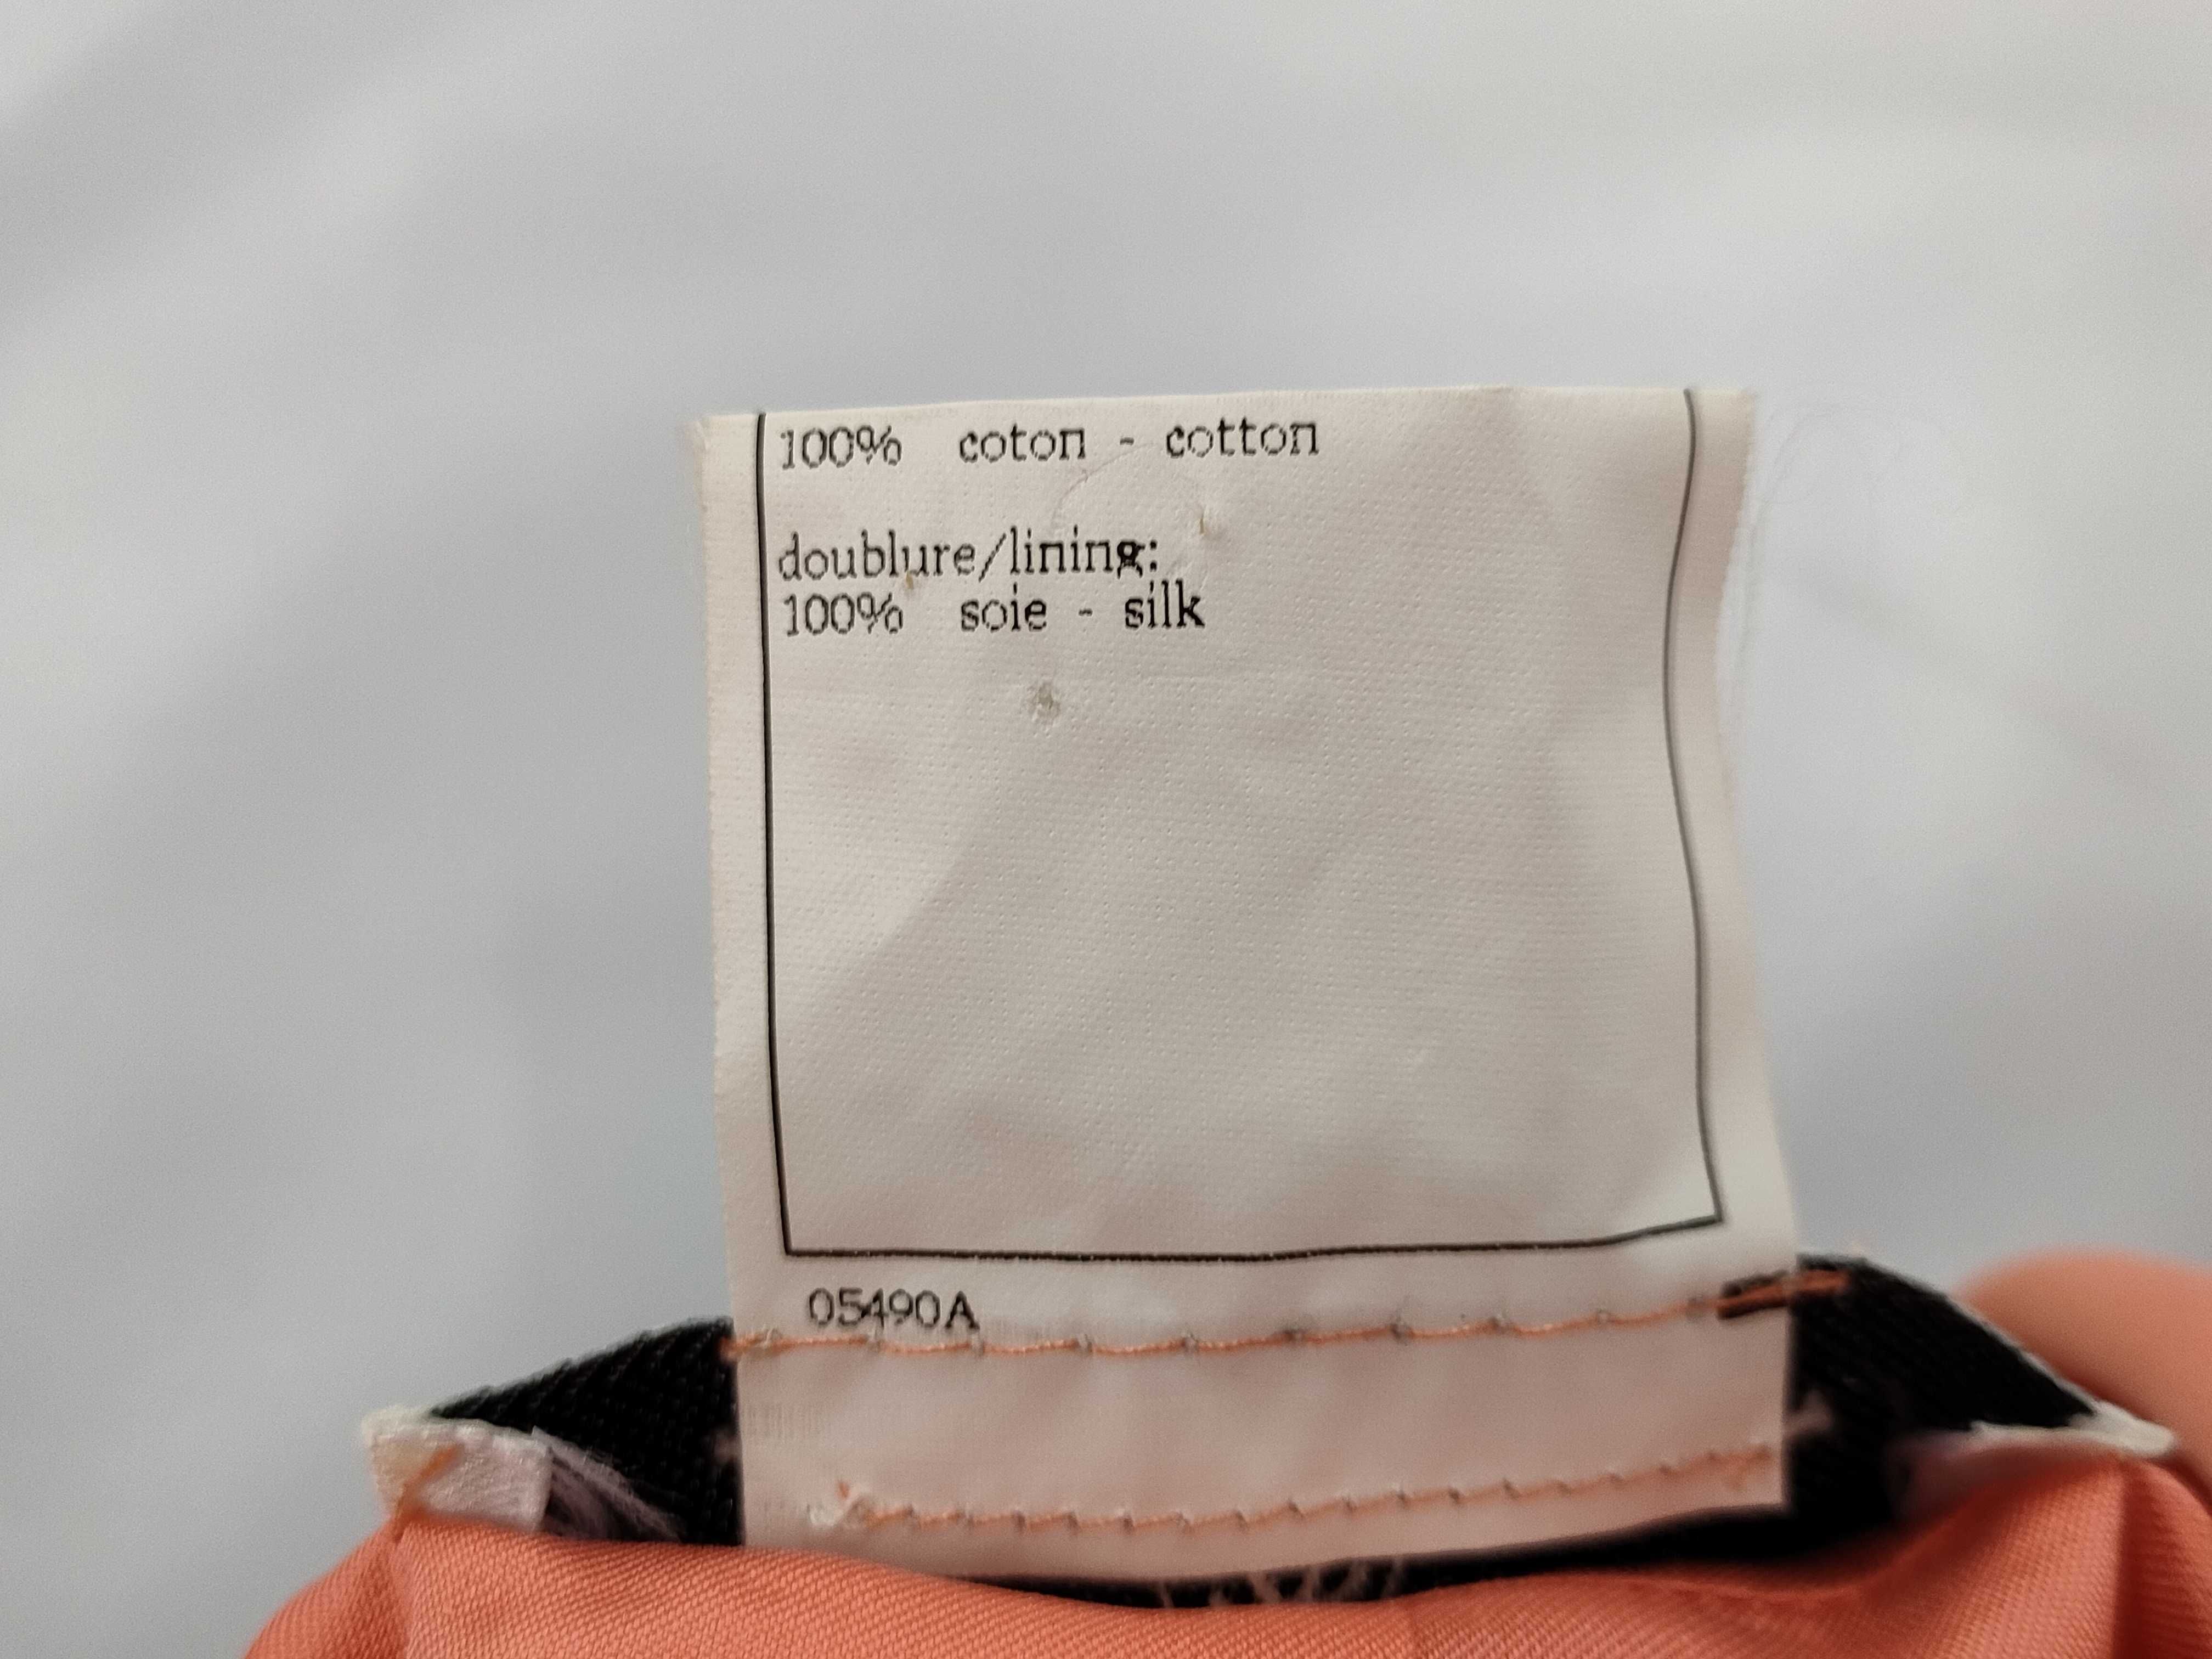 100% coton - cotton
doublure/lining:
100% soie - silk
05490A